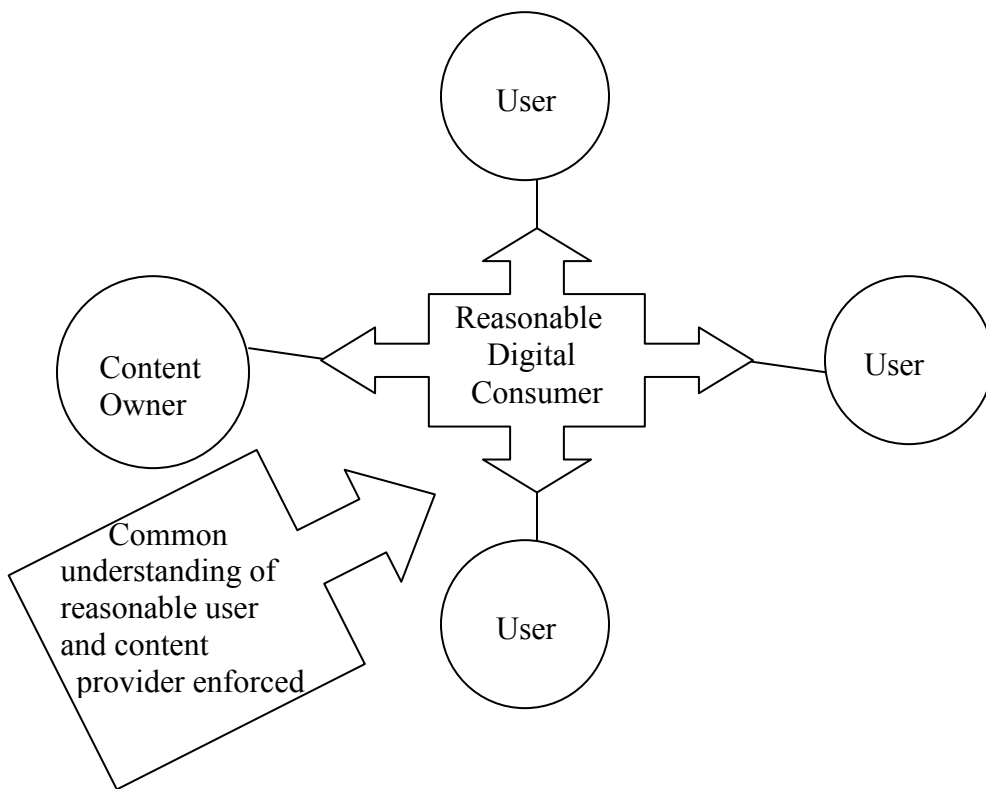 User
Reasonable
Digital
Consumer
Content
Owner
User
Common
understanding of
reasonable user
and content
provider enforced
User